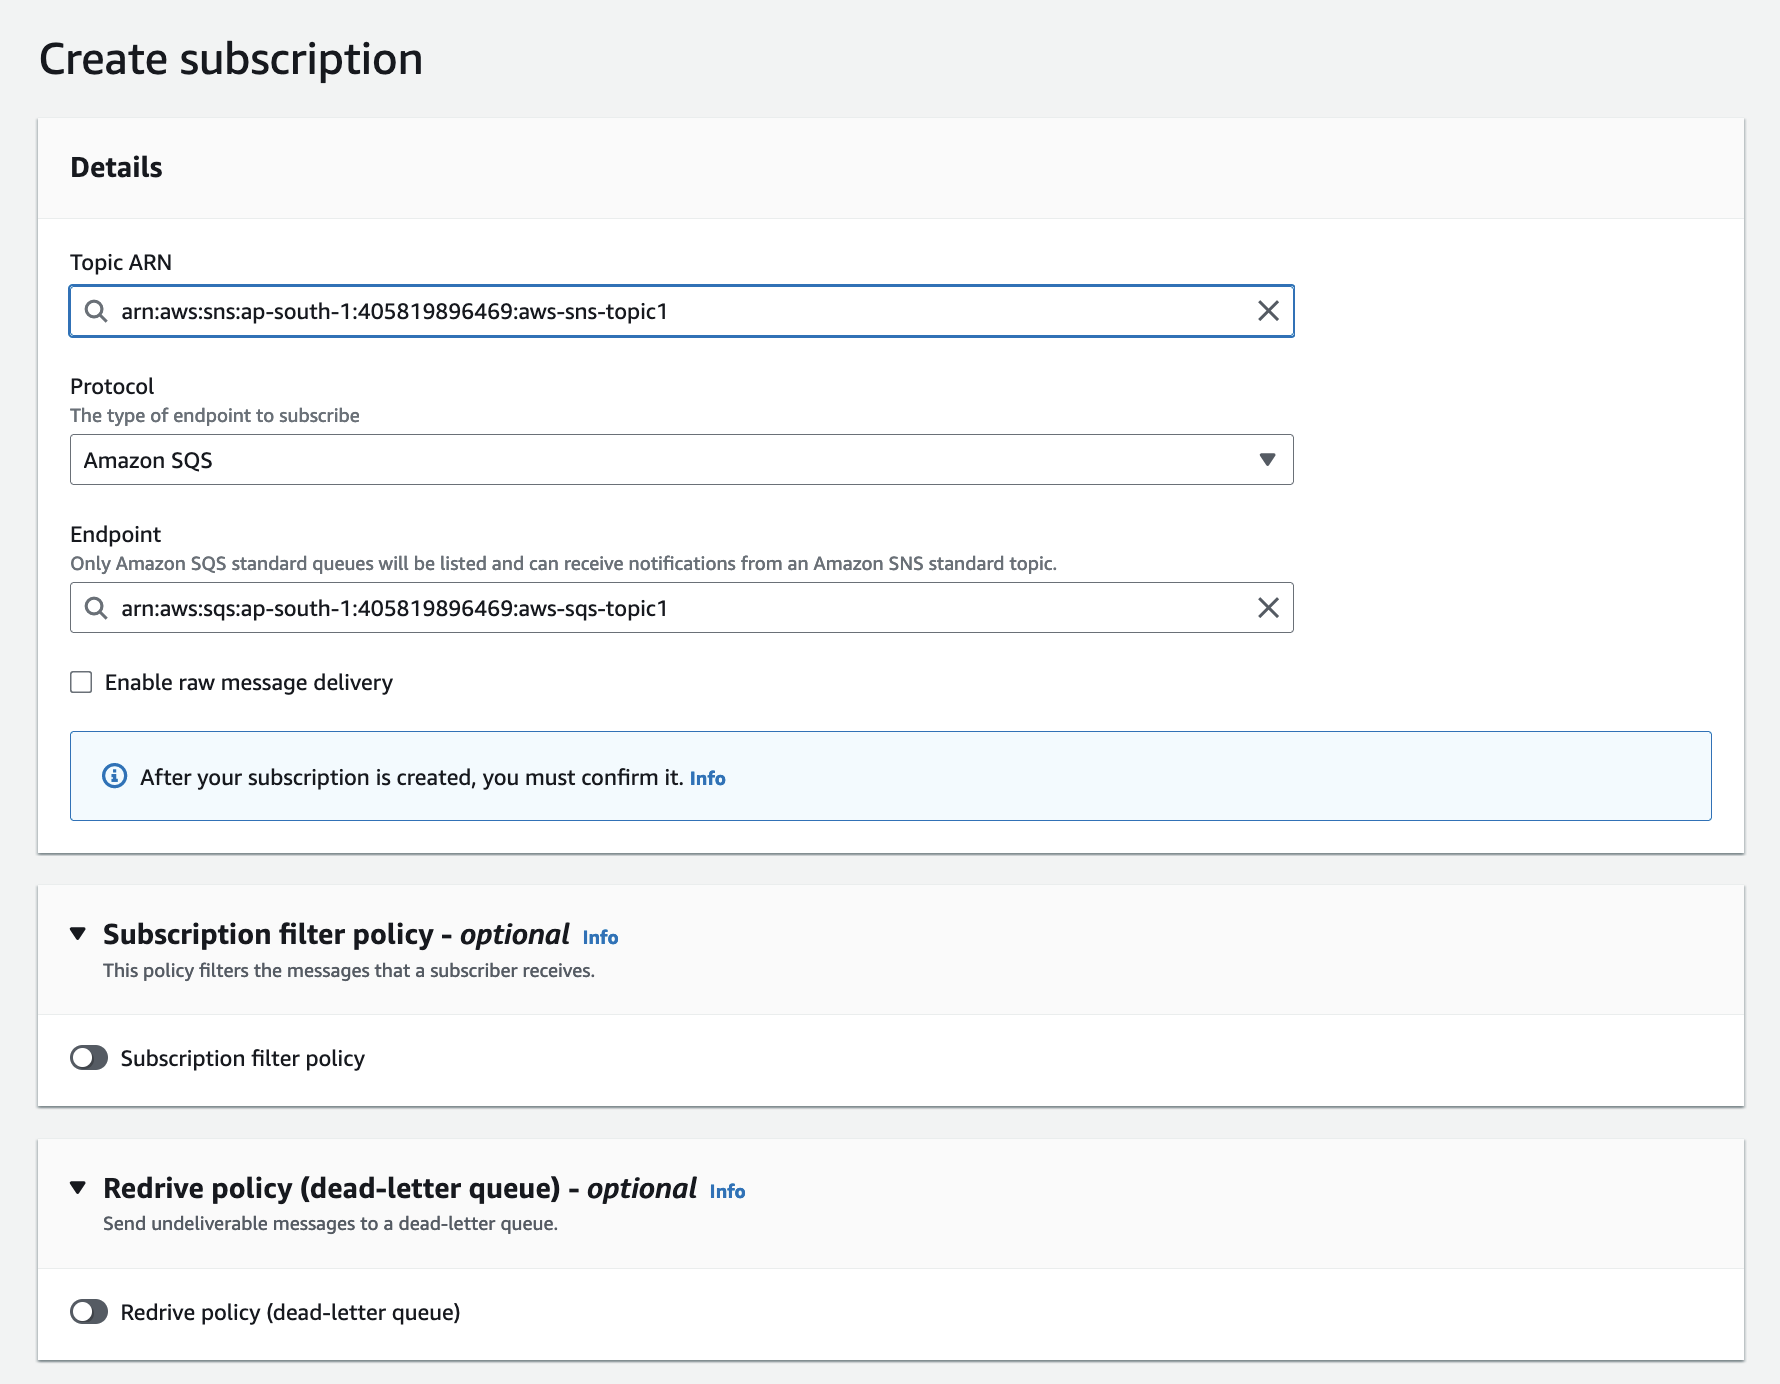 Create subscription
Details
Topic ARN
arn:aws:sns:ap-south-1:405819896469:aws-sns-topic1
Protocol
The type of endpoint to subscribe
Amazon SQS
Endpoint
Only Amazon SQS standard queues will be listed and can receive notifications from an Amazon SNS standard topic.
arn:aws:sqs:ap-south-1:405819896469:aws-sqs-topic1
Enable raw message delivery
After your subscription is created, you must confirm it. Info
Subscription filter policy - optional Info
This policy filters the messages that a subscriber receives.
Subscription filter policy
Redrive policy (dead-letter queue) - optional Info
Send undeliverable messages to a dead-letter queue.
Redrive policy (dead-letter queue)